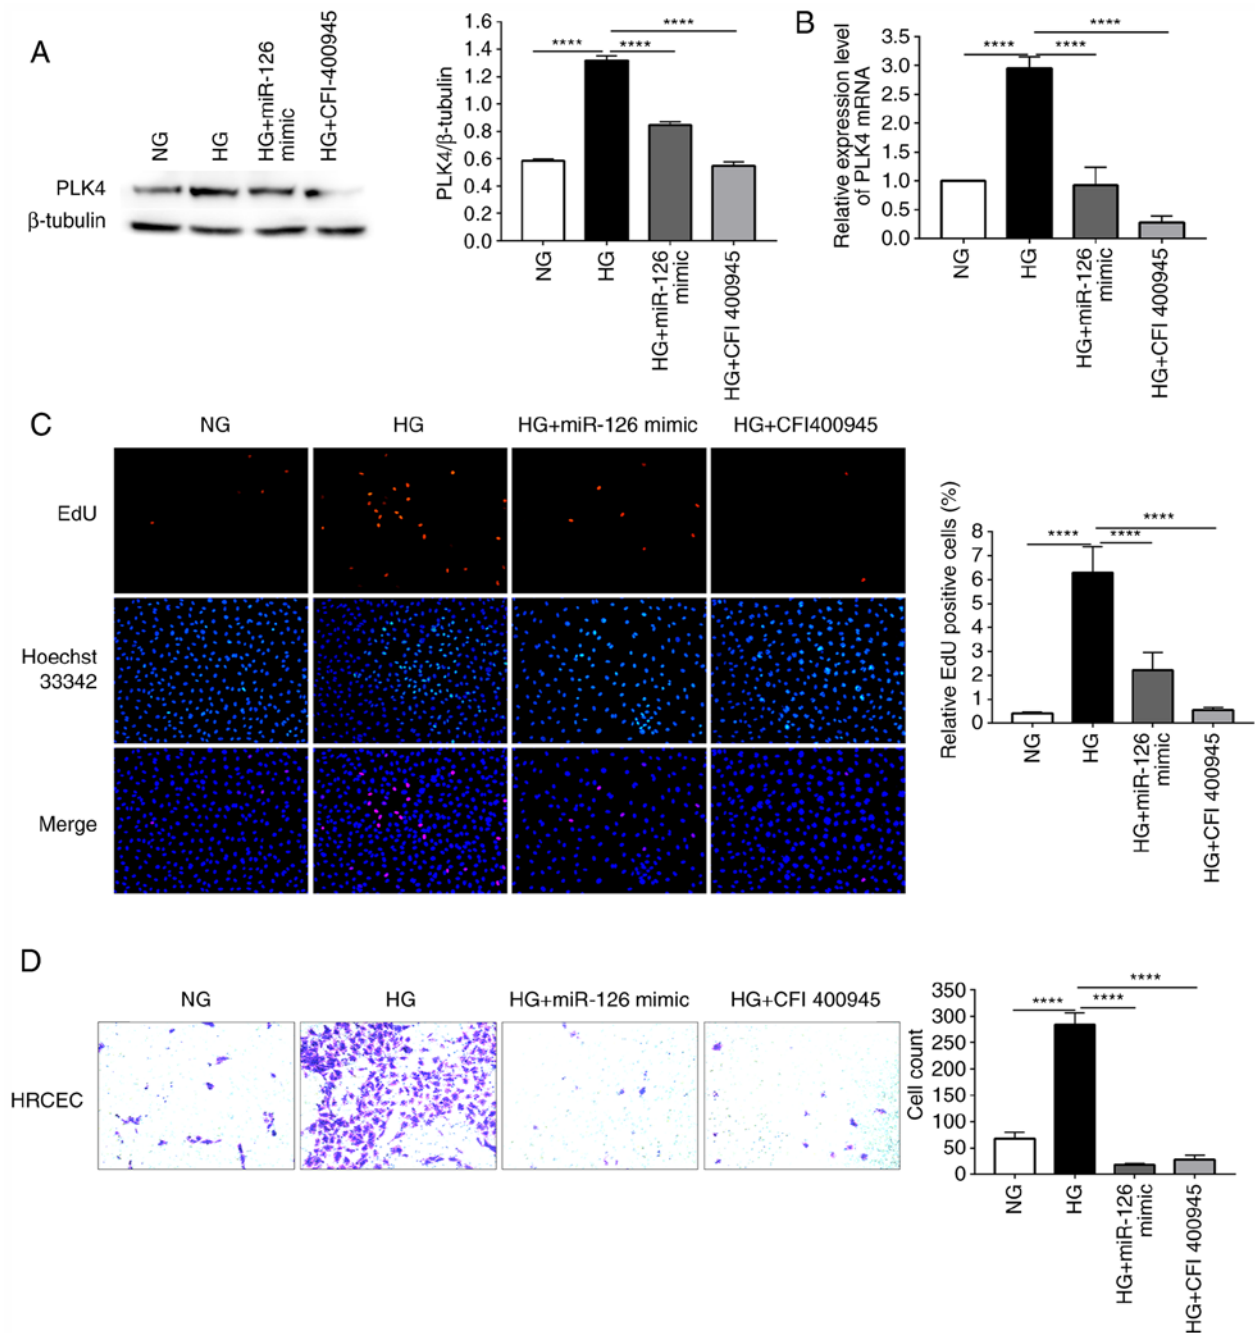 A
NG
HG
HG+miR-126
mimic
HG+CFI-400945
PLK4
β-tubulin
PLK4/β-tubulin
1.6
1.4
1.2
1.0
0.8
0.6
0.4
0.2
0.0
****
****
****
NG
HG
HG+miR-126
mimic
HG+CFI 400945
B
Relative expression level
of PLK4 mRNA
3.5
3.0
2.5
2.0
1.5
1.0
0.5
0.0
****
****
****
NG
HG
HG+miR-126
mimic
HG+CFI 400945
C
NG
HG
HG+miR-126 mimic
HG+CFI400945
EdU
Hoechst
33342
Merge
Relative EdU positive cells (%)
8
7
6
5
4
3
2
1
0
****
****
****
NG
HG
HG+miR-126
mimic
HG+CFI 400945
D
NG
HG
HG+miR-126 mimic
HG+CFI 400945
HRCEC
Cell count
350
300
250
200
150
100
50
0
****
****
****
NG
HG
HG+miR-126
mimic
HG+CFI 400945